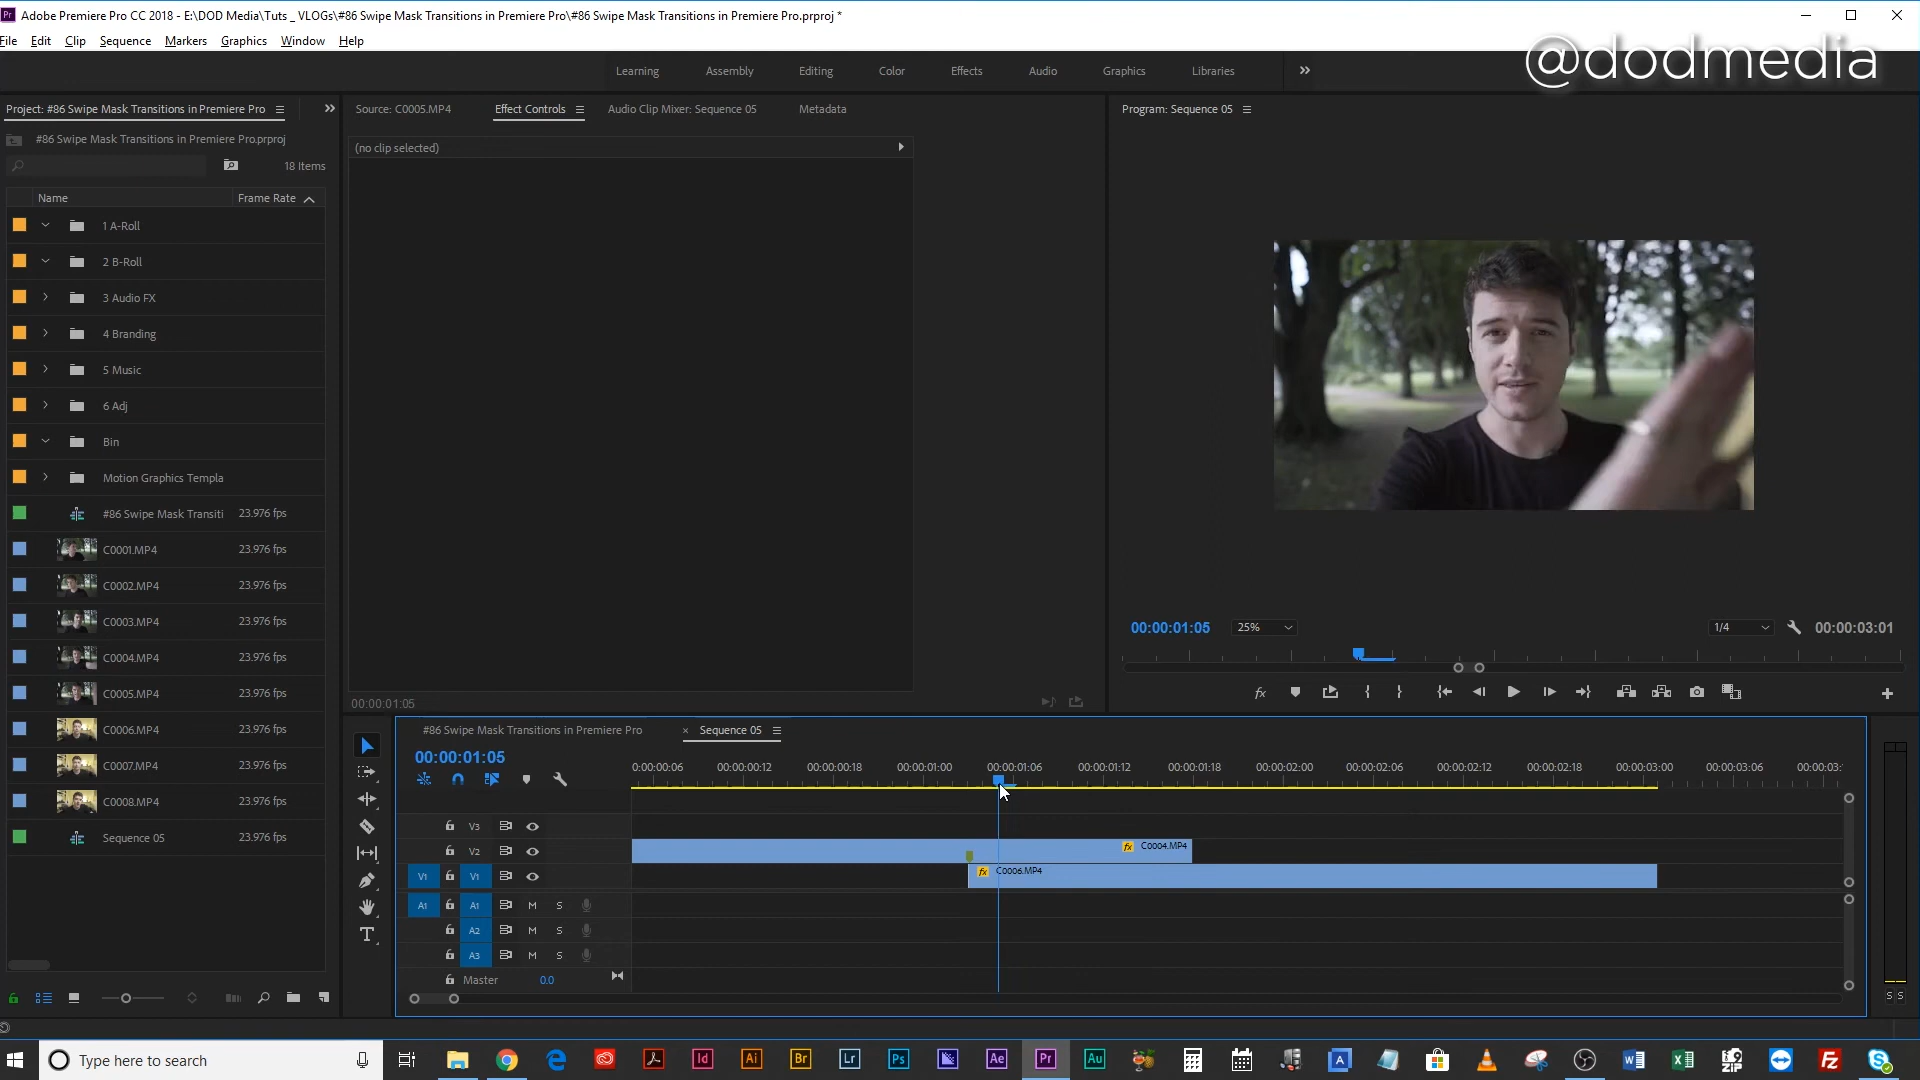 Adobe Premiere Pro CC 2018 - E:\DOD Media\Tuts _ VLOGs\#86 Swipe Mask Transitions in Premiere Pro\#86 Swipe Mask Transitions in Premiere Pro.prproj *
File Edit Clip Sequence Markers Graphics Window Help
@dodmedia
Learning Assembly Editing Color Effects Audio Graphics Libraries
Project: #86 Swipe Mask Transitions in Premiere Pro
Source: C0005.MP4 Effect Controls Audio Clip Mixer: Sequence 05 Metadata
Program: Sequence 05
#86 Swipe Mask Transitions in Premiere Pro.prproj
(no clip selected)
18 Items
Name Frame Rate
1 A-Roll
2 B-Roll
3 Audio FX
4 Branding
5 Music
6 Adj
Bin
Motion Graphics Templa
#86 Swipe Mask Transiti 23.976 fps
C0001.MP4 23.976 fps
C0002.MP4 23.976 fps
C0003.MP4 23.976 fps
C0004.MP4 23.976 fps
C0005.MP4 23.976 fps
C0006.MP4 23.976 fps
C0007.MP4 23.976 fps
C0008.MP4 23.976 fps
Sequence 05 23.976 fps
00:00:01:05 25% 1/4 00:00:03:01
fx
00:00:01:05
#86 Swipe Mask Transitions in Premiere Pro × Sequence 05
00:00:01:05
0:00:00:06 00:00:00:12 00:00:00:18 00:00:01:00 00:00:01:06 00:00:01:12 00:00:01:18 00:00:02:00 00:00:02:06 00:00:02:12 00:00:02:18 00:00:03:00 00:00:03:06 00:00:03:
V3
V2 fx C0004.MP4
V1 V1 fx C0006.MP4
A1 A1 M S
A2 M S
A3 M S
Master 0.0
S S
T
Type here to search
Id Ai Br Lr Ps Ae Pr Au